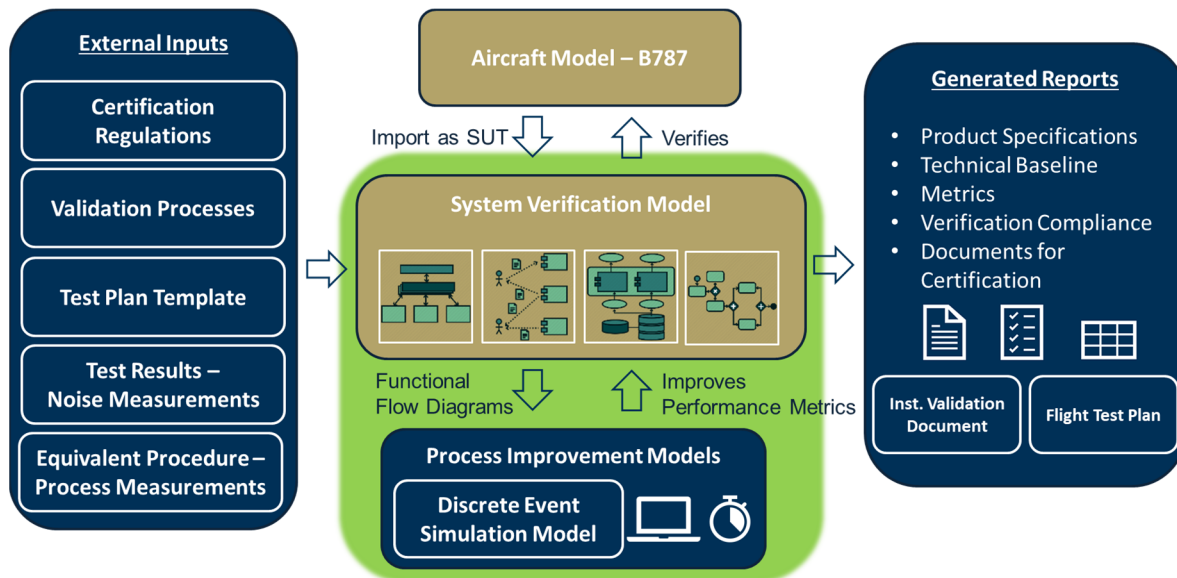 External Inputs
Certification
Regulations
Validation Processes
Test Plan Template
Test Results –
Noise Measurements
Equivalent Procedure –
Process Measurements
Aircraft Model – B787
Import as SUT
Verifies
System Verification Model
Functional
Flow Diagrams
Improves
Performance Metrics
Process Improvement Models
Discrete Event
Simulation Model
Generated Reports
• Product Specifications
• Technical Baseline
• Metrics
• Verification Compliance
• Documents for
Certification
Inst. Validation
Document
Flight Test Plan